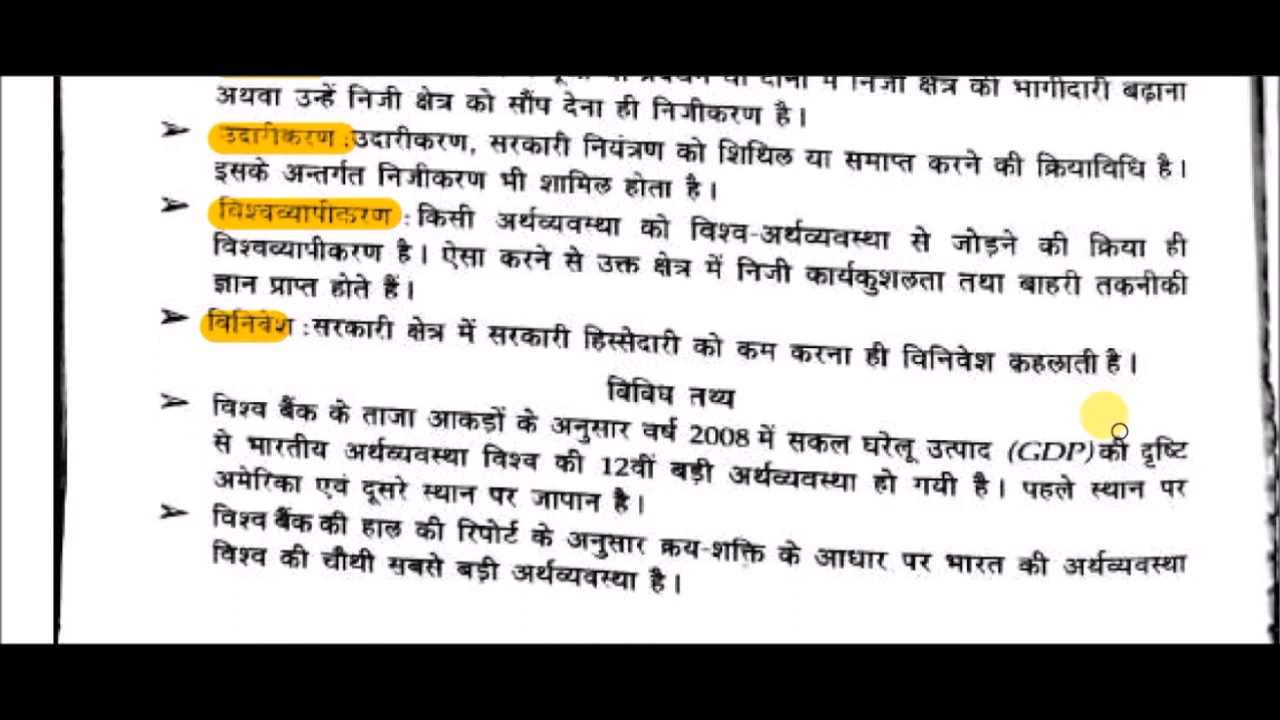 निजी क्षेत्र की भागीदारी बढ़ाना
अथवा उन्हें निजी क्षेत्र को सौंप देना ही निजीकरण है।
➢ उदारीकरण : उदारीकरण, सरकारी नियंत्रण को शिथिल या समाप्त करने की क्रियाविधि है।
इसके अन्तर्गत निजीकरण भी शामिल होता है।
➢ विश्वव्यापीकरण : किसी अर्थव्यवस्था को विश्व-अर्थव्यवस्था से जोड़ने की क्रिया ही
विश्वव्यापीकरण है। ऐसा करने से उक्त क्षेत्र में निजी कार्यकुशलता तथा बाहरी तकनीकी
ज्ञान प्राप्त होते हैं।
➢ विनिवेश : सरकारी क्षेत्र में सरकारी हिस्सेदारी को कम करना ही विनिवेश कहलाती है।
विविध तथ्य
➢ विश्व बैंक के ताजा आकड़ों के अनुसार वर्ष 2008 में सकल घरेलू उत्पाद (GDP) की दृष्टि
से भारतीय अर्थव्यवस्था विश्व की 12वीं बड़ी अर्थव्यवस्था हो गयी है। पहले स्थान पर
अमेरिका एवं दूसरे स्थान पर जापान है।
➢ विश्व बैंक की हाल की रिपोर्ट के अनुसार क्रय-शक्ति के आधार पर भारत की अर्थव्यवस्था
विश्व की चौथी सबसे बड़ी अर्थव्यवस्था है।